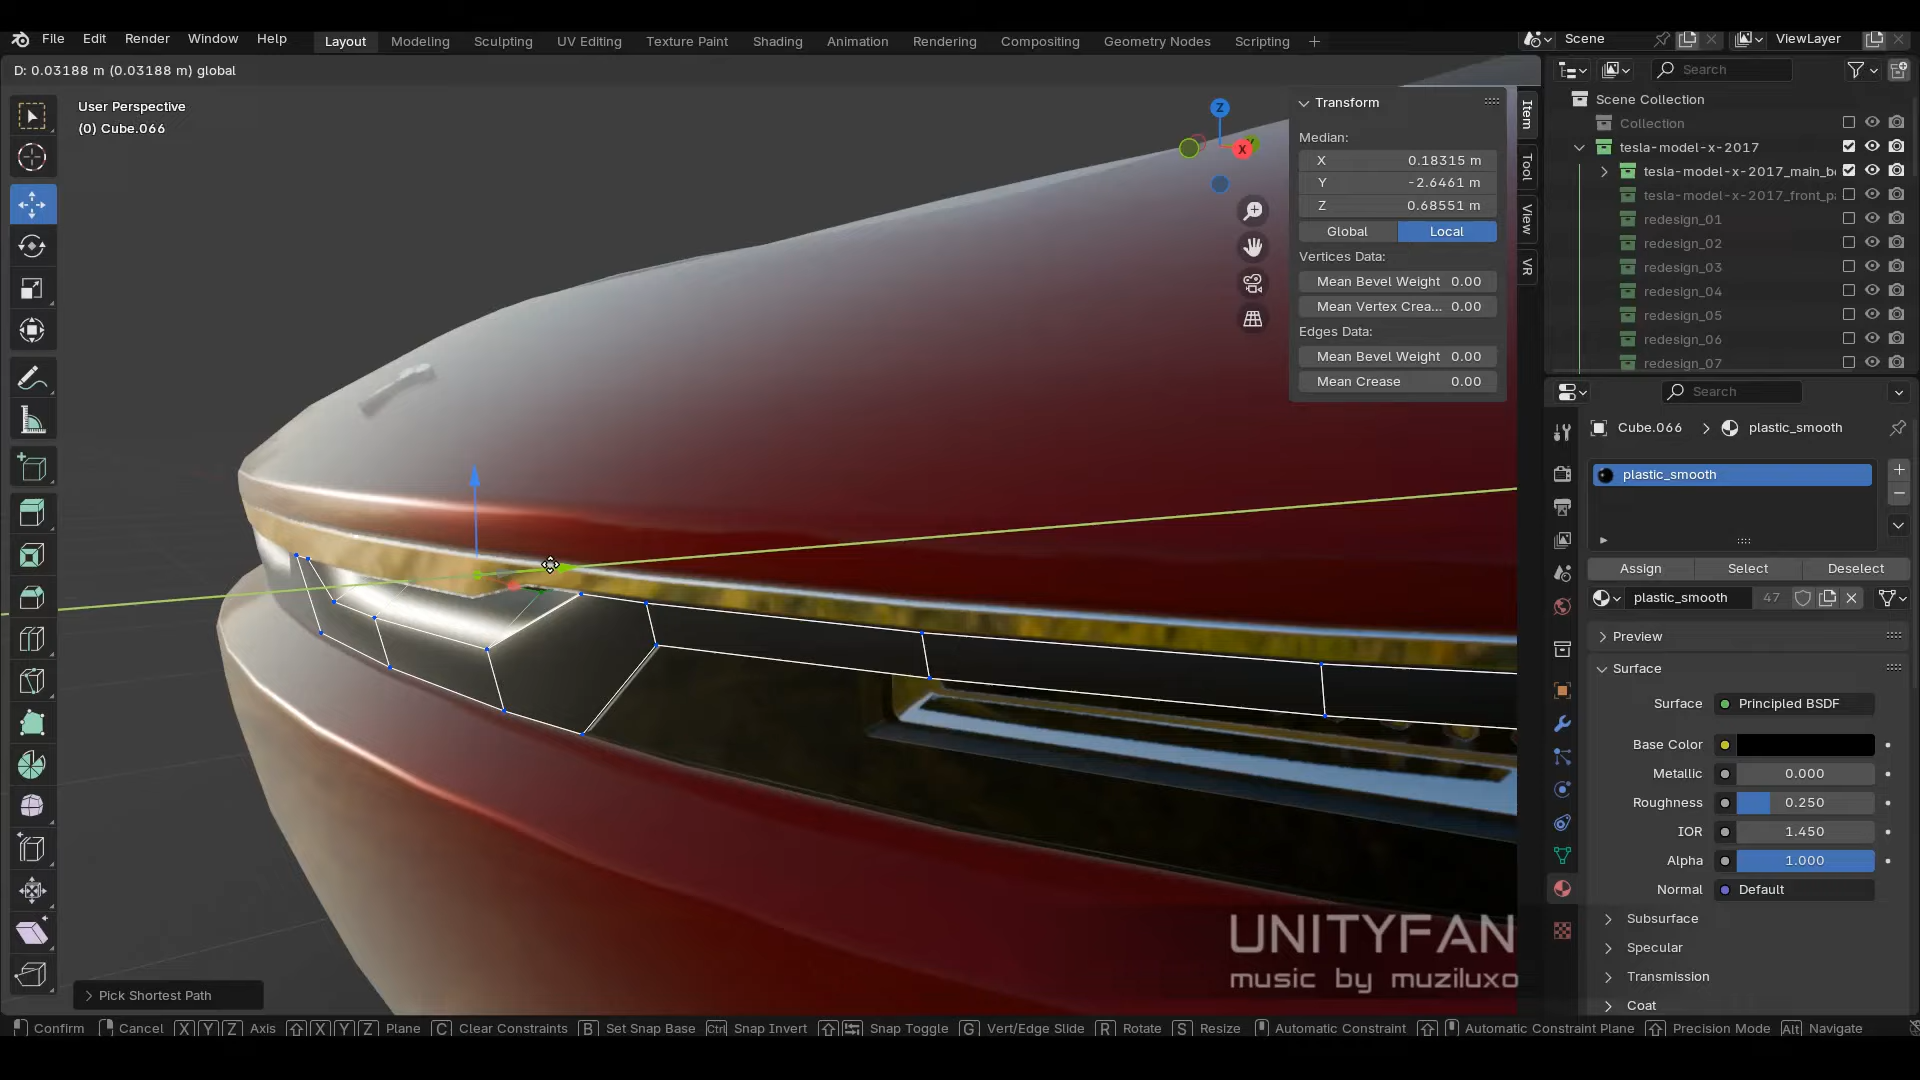 File Edit Render Window Help Layout Modeling Sculpting UV Editing Texture Paint Shading Animation Rendering Compositing Geometry Nodes Scripting + Scene ViewLayer
D: 0.03188 m (0.03188 m) global
Search
User Perspective
(0) Cube.066
Z
X
Transform
Median:
X 0.18315 m
Y -2.6461 m
Z 0.68551 m
Global Local
Vertices Data:
Mean Bevel Weight 0.00
Mean Vertex Crea... 0.00
Edges Data:
Mean Bevel Weight 0.00
Mean Crease 0.00
Item
Tool
View
VR
Scene Collection
Collection
tesla-model-x-2017
tesla-model-x-2017_main_b
tesla-model-x-2017_front_p
redesign_01
redesign_02
redesign_03
redesign_04
redesign_05
redesign_06
redesign_07
Search
Cube.066 plastic_smooth
plastic_smooth
Assign Select Deselect
plastic_smooth 47
Preview
Surface
Surface Principled BSDF
Base Color
Metallic 0.000
Roughness 0.250
IOR 1.450
Alpha 1.000
Normal Default
Subsurface
Specular
Transmission
Coat
UNITYFAN
music by muziluxo
Pick Shortest Path
Confirm Cancel X Y Z Axis X Y Z Plane C Clear Constraints B Set Snap Base Ctrl Snap Invert Snap Toggle G Vert/Edge Slide R Rotate S Resize Automatic Constraint Automatic Constraint Plane Precision Mode Alt Navigate